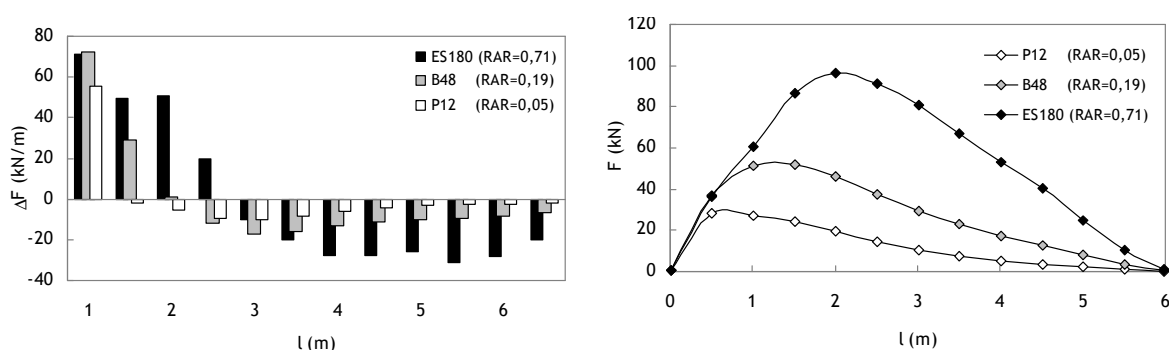 80
60
40
20
0
-20
-40
ΔF (kN/m)
ES180 (RAR=0,71)
B48 (RAR=0,19)
P12 (RAR=0,05)
1 2 3 4 5 6
l (m)
120
100
80
60
40
20
0
F (kN)
P12 (RAR=0,05)
B48 (RAR=0,19)
ES180 (RAR=0,71)
0 1 2 3 4 5 6
l (m)